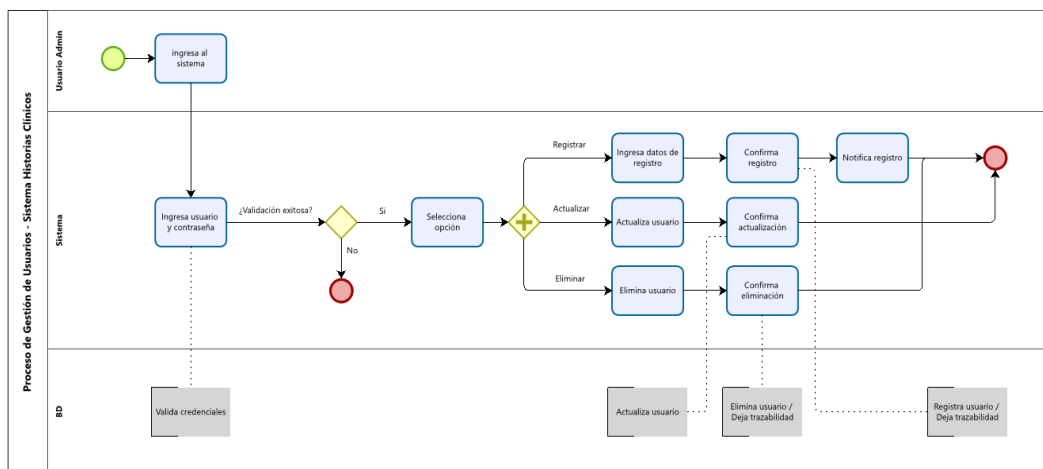 Proceso de Gestión de Usuarios - Sistema Historias Clínicos
Usuario Admin
ingresa al
sistema
Sistema
Ingresa usuario
y contraseña
¿Validación exitosa?
Si
No
Selecciona
opción
Registrar
Ingresa datos de
registro
Confirma
registro
Notifica registro
Actualizar
Actualiza usuario
Confirma
actualización
Eliminar
Elimina usuario
Confirma
eliminación
BD
Valida credenciales
Actualiza usuario
Elimina usuario /
Deja trazabilidad
Registra usuario /
Deja trazabilidad